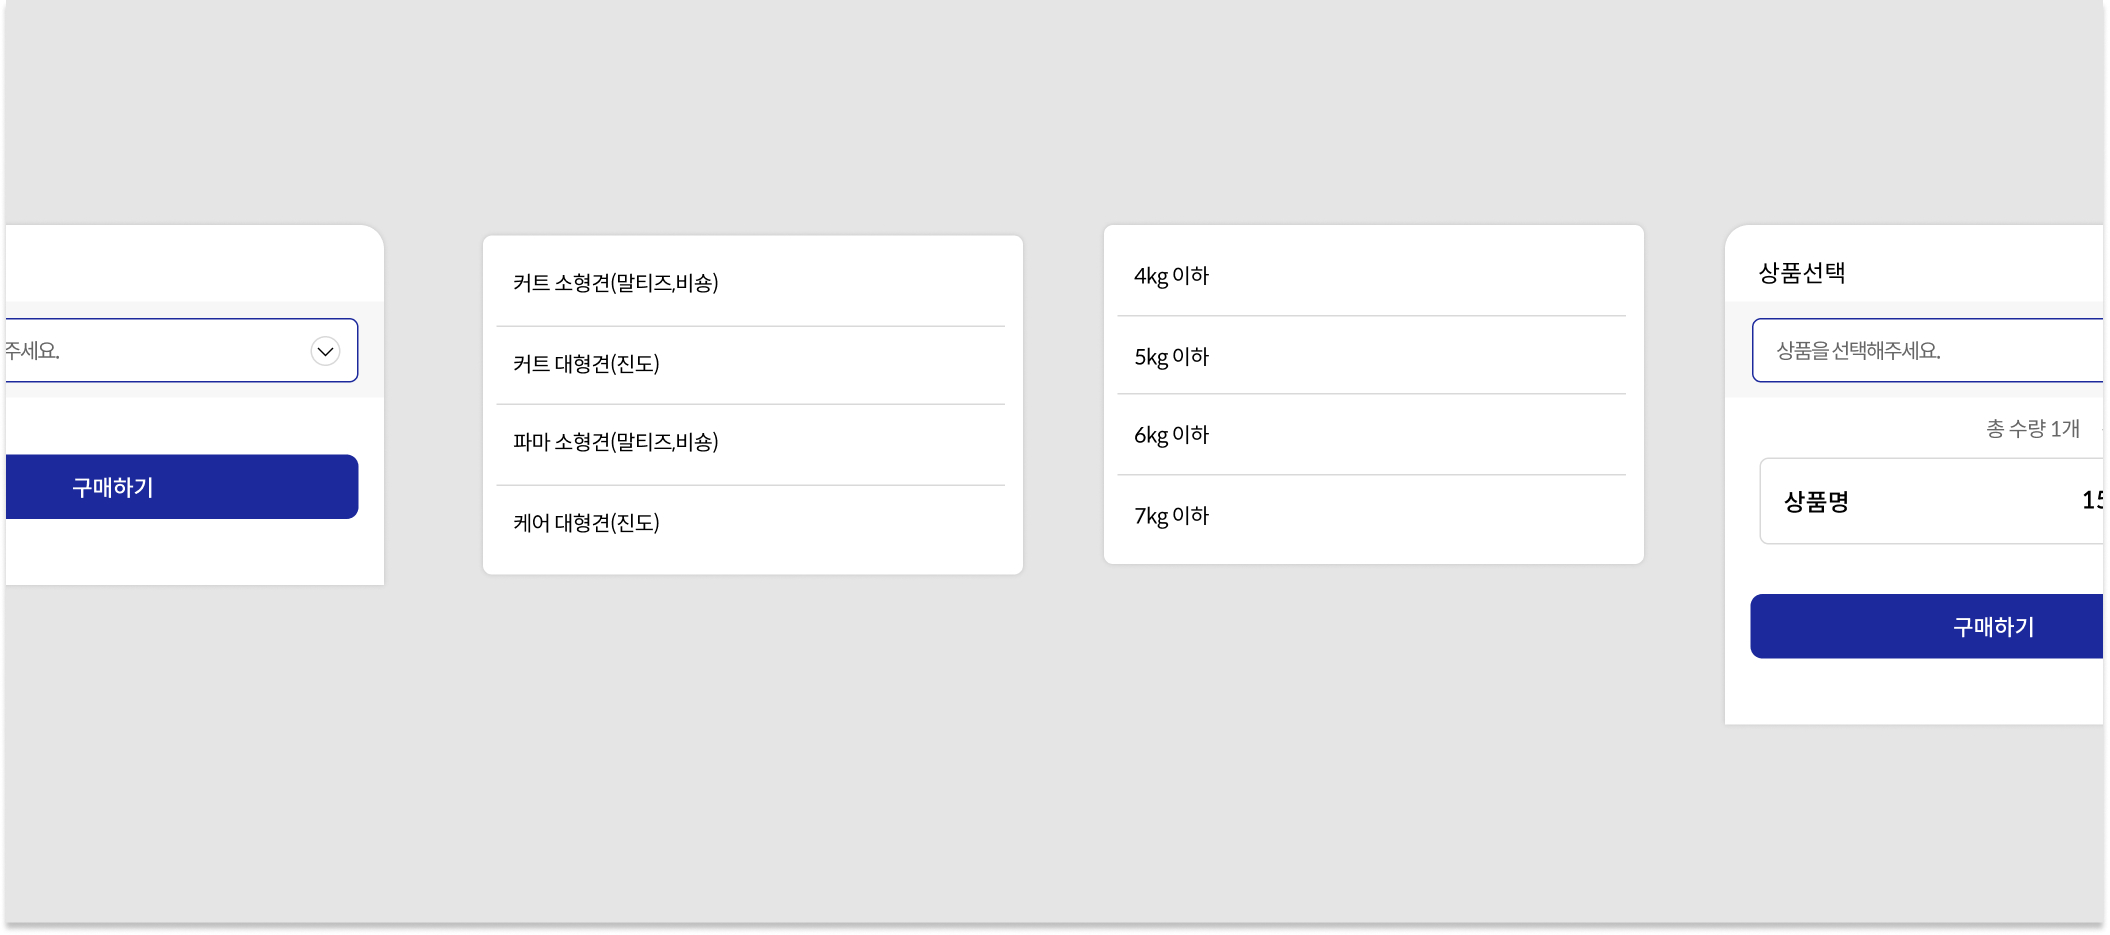 주세요.
구매하기
커트 소형견(말티즈,비숑)
커트 대형견(진도)
파마 소형견(말티즈,비숑)
케어 대형견(진도)
4kg 이하
5kg 이하
6kg 이하
7kg 이하
상품선택
상품을 선택해주세요.
총 수량 1개
상품명
구매하기